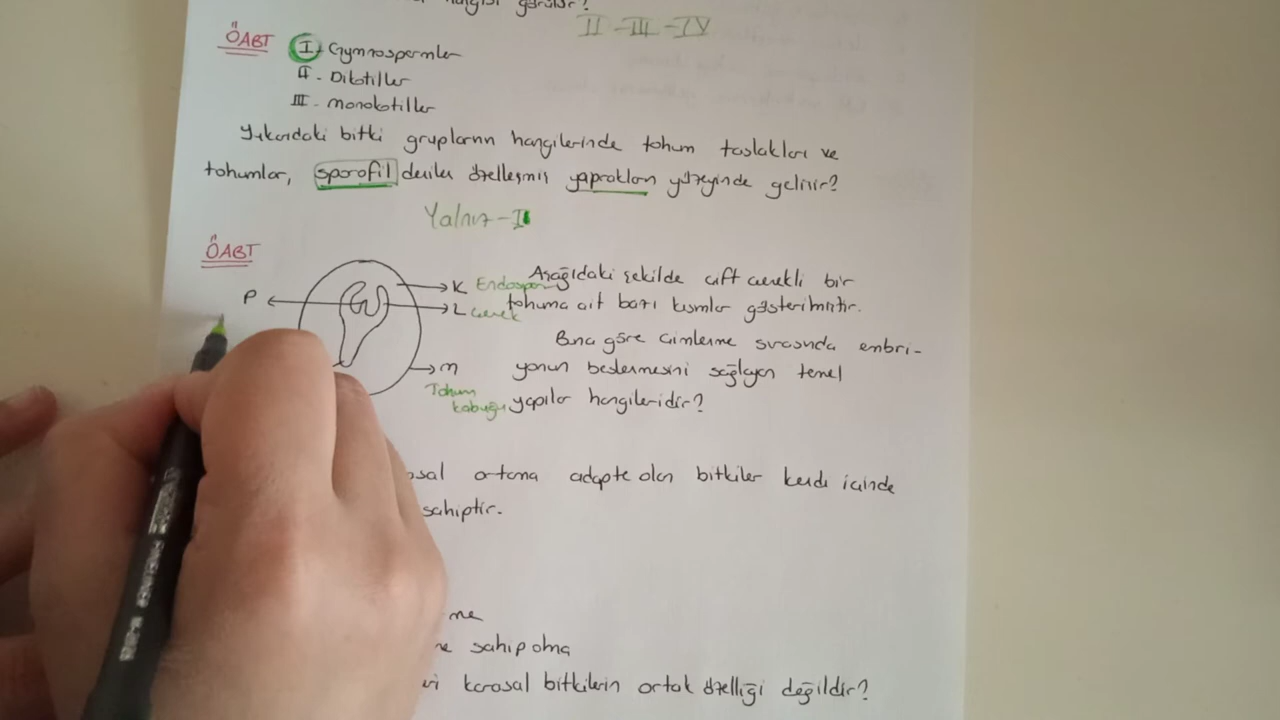 hangisi görülür?
II - III - IV
ÖABT
I - Gymnospermler
II - Dikotiller
III - monokotiller
Yukarıdaki bitki gruplarının hangilerinde tohum taslakları ve
tohumlar, sporofil denilen özelleşmiş yaprakların yüzeyinde gelişir?
Yalnız - I
ÖABT
P
K Endosperm
L Çenek
m
Tohum
kabuğu
Aşağıdaki şekilde çift çenekli bir
tohuma ait bazı kısımlar gösterilmiştir.
Buna göre çimlenme sırasında embri-
yonun beslenmesini sağlayan temel
yapılar hangileridir?
ortama adapte olan bitkiler kendi içinde
sahiptir.
me
sahip olma
karasal bitkilerin ortak özelliği değildir?